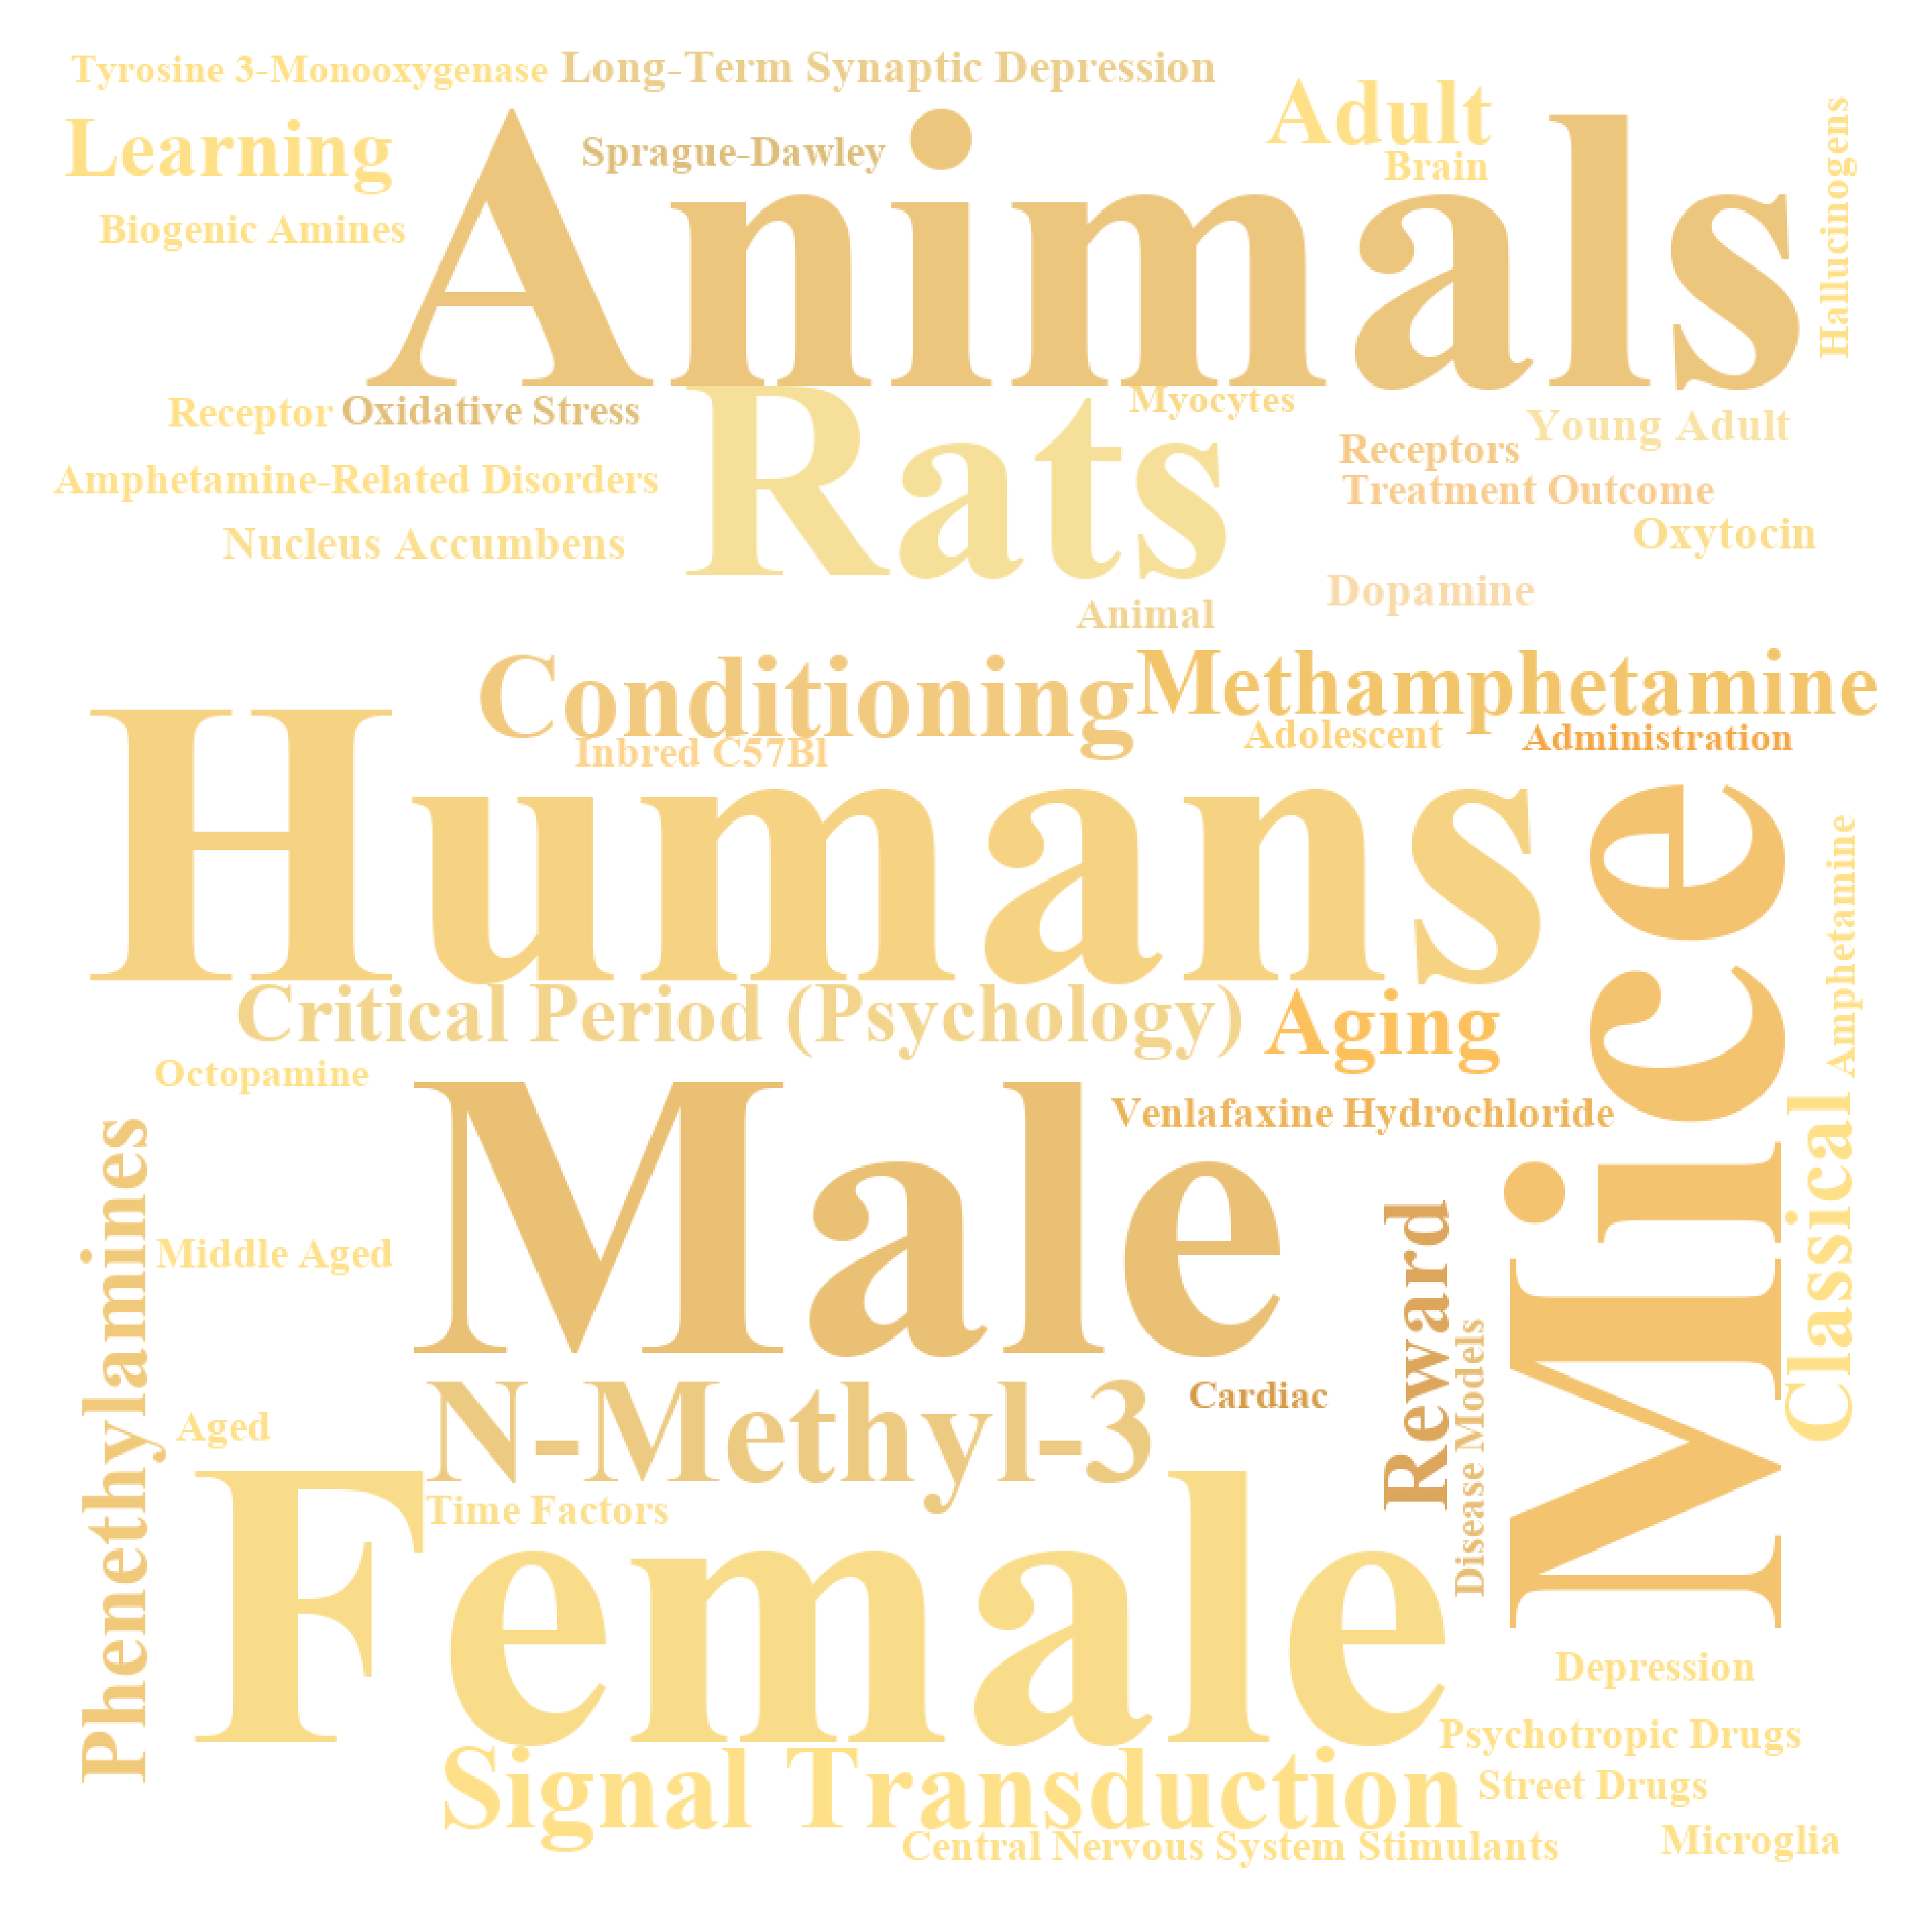 Tyrosine 3-Monooxygenase
Long-Term Synaptic Depression
Adult
Learning
Sprague-Dawley
Brain
Hallucinogens
Animals
Biogenic Amines
Receptor
Oxidative Stress
Rats
Myocytes
Young Adult
Receptors
Amphetamine-Related Disorders
Treatment Outcome
Nucleus Accumbens
Oxytocin
Dopamine
Animal
Conditioning
Methamphetamine
Inbred C57Bl
Adolescent
Administration
Humans
Mice
Amphetamine
Critical Period (Psychology)
Aging
Octopamine
Male
Venlafaxine Hydrochloride
Classical
Phenethylamines
Middle Aged
Reward
Disease Models
N-Methyl-3
Cardiac
Aged
Time Factors
Female
Depression
Psychotropic Drugs
Signal Transduction
Street Drugs
Central Nervous System Stimulants
Microglia